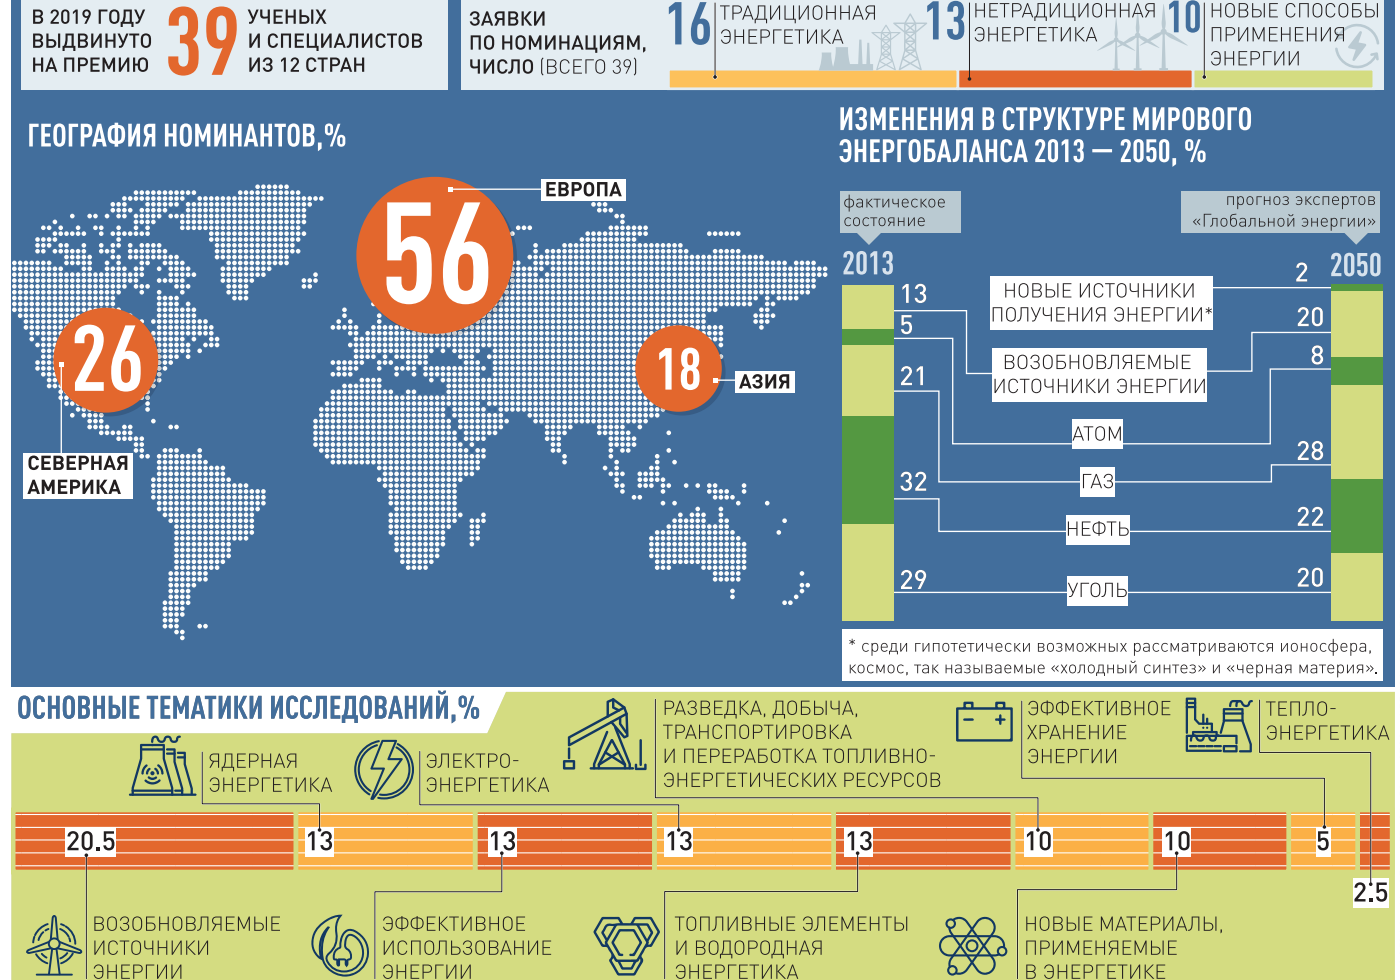 В 2019 ГОДУ
ВЫДВИНУТО
НА ПРЕМИЮ
39
УЧЕНЫХ
И СПЕЦИАЛИСТОВ
ИЗ 12 СТРАН
ЗАЯВКИ
ПО НОМИНАЦИЯМ,
ЧИСЛО (ВСЕГО 39)
16
ТРАДИЦИОННАЯ
ЭНЕРГЕТИКА
13
НЕТРАДИЦИОННАЯ
ЭНЕРГЕТИКА
10
НОВЫЕ СПОСОБЫ
ПРИМЕНЕНИЯ
ЭНЕРГИИ
ГЕОГРАФИЯ НОМИНАНТОВ,%
56
ЕВРОПА
26
СЕВЕРНАЯ
АМЕРИКА
18
АЗИЯ
ИЗМЕНЕНИЯ В СТРУКТУРЕ МИРОВОГО
ЭНЕРГОБАЛАНСА 2013 — 2050, %
фактическое
состояние
прогноз экспертов
«Глобальной энергии»
2013
2050
13
5
21
32
29
НОВЫЕ ИСТОЧНИКИ
ПОЛУЧЕНИЯ ЭНЕРГИИ*
ВОЗОБНОВЛЯЕМЫЕ
ИСТОЧНИКИ ЭНЕРГИИ
АТОМ
ГАЗ
НЕФТЬ
УГОЛЬ
2
20
8
28
22
20
* среди гипотетически возможных рассматриваются ионосфера,
космос, так называемые «холодный синтез» и «черная материя».
ОСНОВНЫЕ ТЕМАТИКИ ИССЛЕДОВАНИЙ,%
ЯДЕРНАЯ
ЭНЕРГЕТИКА
ЭЛЕКТРО-
ЭНЕРГЕТИКА
РАЗВЕДКА, ДОБЫЧА,
ТРАНСПОРТИРОВКА
И ПЕРЕРАБОТКА ТОПЛИВНО-
ЭНЕРГЕТИЧЕСКИХ РЕСУРСОВ
ЭФФЕКТИВНОЕ
ХРАНЕНИЕ
ЭНЕРГИИ
ТЕПЛО-
ЭНЕРГЕТИКА
20.5
13
13
13
13
10
10
5
2.5
ВОЗОБНОВЛЯЕМЫЕ
ИСТОЧНИКИ
ЭНЕРГИИ
ЭФФЕКТИВНОЕ
ИСПОЛЬЗОВАНИЕ
ЭНЕРГИИ
ТОПЛИВНЫЕ ЭЛЕМЕНТЫ
И ВОДОРОДНАЯ
ЭНЕРГЕТИКА
НОВЫЕ МАТЕРИАЛЫ,
ПРИМЕНЯЕМЫЕ
В ЭНЕРГЕТИКЕ